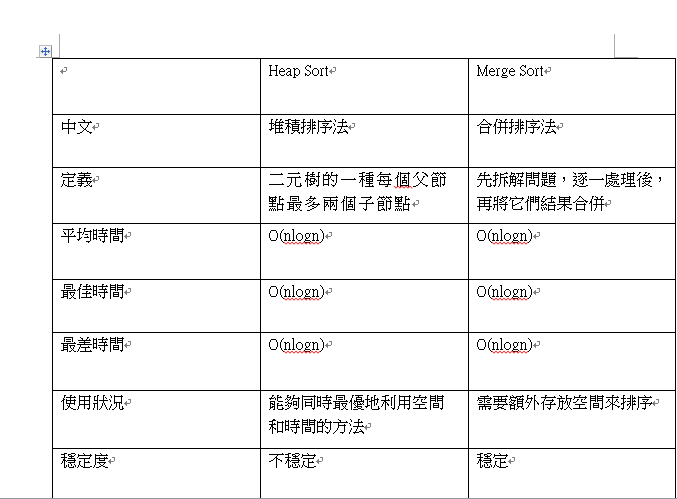 Heap Sort
Merge Sort
中文
堆積排序法
合併排序法
定義
二元樹的一種每個父節
點最多兩個子節點
先拆解問題，逐一處理後，
再將它們結果合併
平均時間
O(nlogn)
O(nlogn)
最佳時間
O(nlogn)
O(nlogn)
最差時間
O(nlogn)
O(nlogn)
使用狀況
能夠同時最優地利用空間
和時間的方法
需要額外存放空間來排序
穩定度
不穩定
穩定